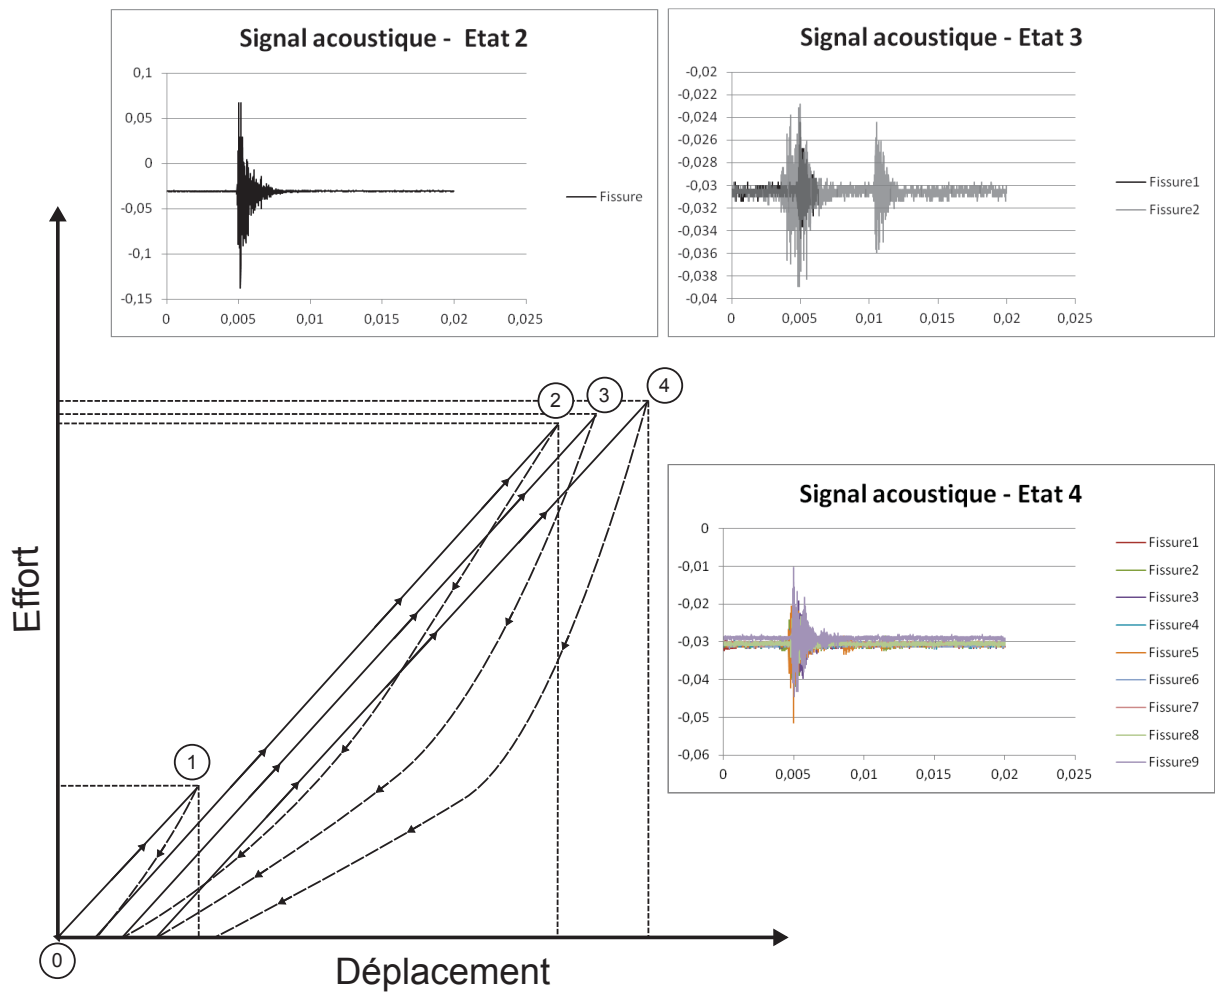 Signal acoustique - Etat 2
0,1
0,05
0
-0,05
-0,1
-0,15
0 0,005 0,01 0,015 0,02 0,025
Fissure
Signal acoustique - Etat 3
-0,02
-0,022
-0,024
-0,026
-0,028
-0,03
-0,032
-0,034
-0,036
-0,038
-0,04
0 0,005 0,01 0,015 0,02 0,025
Fissure1
Fissure2
Effort
Déplacement
0
1
2
3
4
Signal acoustique - Etat 4
0
-0,01
-0,02
-0,03
-0,04
-0,05
-0,06
0 0,005 0,01 0,015 0,02 0,025
Fissure1
Fissure2
Fissure3
Fissure4
Fissure5
Fissure6
Fissure7
Fissure8
Fissure9